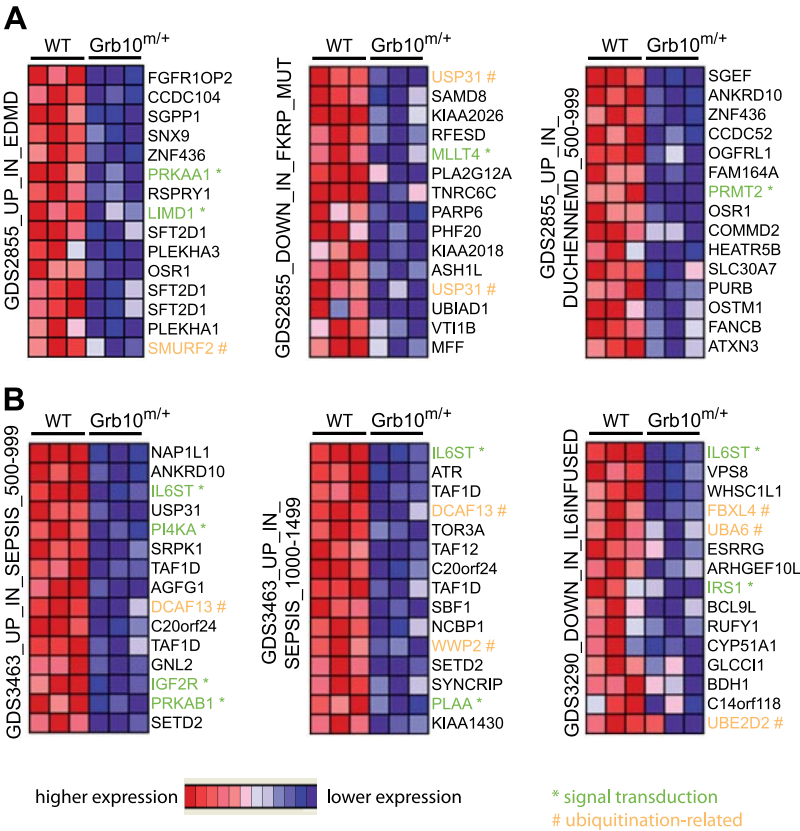 A
WT Grb10m/+
GDS2855_UP_IN_EDMD
FGFR1OP2
CCDC104
SGPP1
SNX9
ZNF436
PRKAA1 *
RSPRY1
LIMD1 *
SFT2D1
PLEKHA3
OSR1
SFT2D1
SFT2D1
PLEKHA1
SMURF2 #
WT Grb10m/+
GDS2855_DOWN_IN_FKRP_MUT
USP31 #
SAMD8
KIAA2026
RFESD
MLLT4 *
PLA2G12A
TNRC6C
PARP6
PHF20
KIAA2018
ASH1L
USP31 #
UBIAD1
VTI1B
MFF
WT Grb10m/+
GDS2855_UP_IN_
DUCHENNEMD_500-999
SGEF
ANKRD10
ZNF436
CCDC52
OGFRL1
FAM164A
PRMT2 *
OSR1
COMMD2
HEATR5B
SLC30A7
PURB
OSTM1
FANCB
ATXN3
B
WT Grb10m/+
GDS3463_UP_IN_SEPSIS_500-999
NAP1L1
ANKRD10
IL6ST *
USP31
PI4KA *
SRPK1
TAF1D
AGFG1
DCAF13 #
C20orf24
TAF1D
GNL2
IGF2R *
PRKAB1 *
SETD2
WT Grb10m/+
GDS3463_UP_IN_
SEPSIS_1000-1499
IL6ST *
ATR
TAF1D
DCAF13 #
TOR3A
TAF12
C20orf24
TAF1D
SBF1
NCBP1
WWP2 #
SETD2
SYNCRIP
PLAA *
KIAA1430
WT Grb10m/+
GDS3290_DOWN_IN_IL6INFUSED
IL6ST *
VPS8
WHSC1L1
FBXL4 #
UBA6 #
ESRRG
ARHGEF10L
IRS1 *
BCL9L
RUFY1
CYP51A1
GLCCI1
BDH1
C14orf118
UBE2D2 #
higher expression lower expression
* signal transduction
# ubiquitination-related